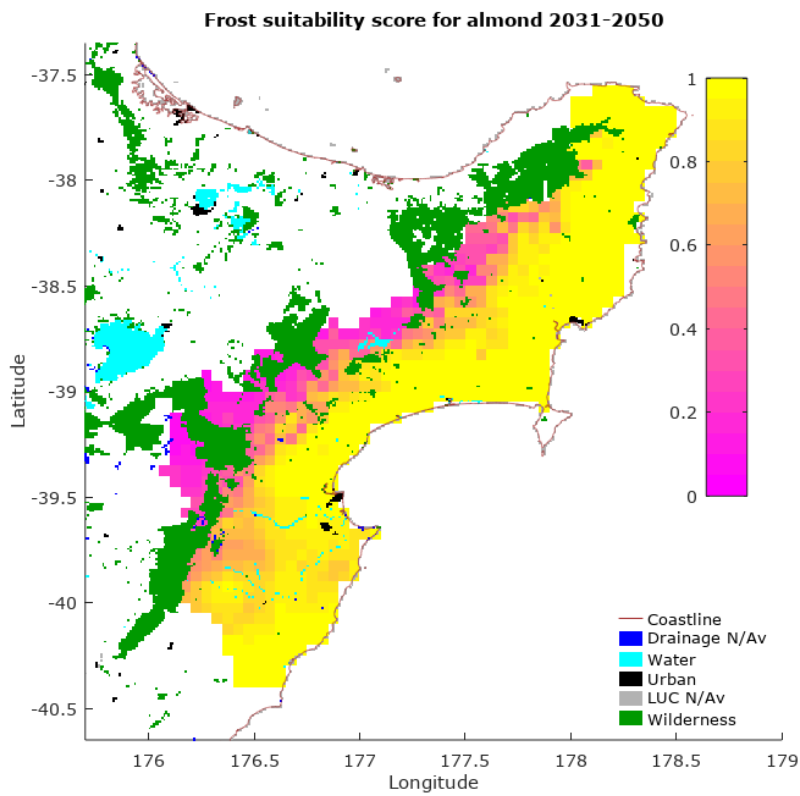 Frost suitability score for almond 2031-2050
-37.5
-38
-38.5
-39
-39.5
-40
-40.5
Latitude
176
176.5
177
177.5
178
178.5
179
Longitude
1
0.8
0.6
0.4
0.2
0
Coastline
Drainage N/Av
Water
Urban
LUC N/Av
Wilderness